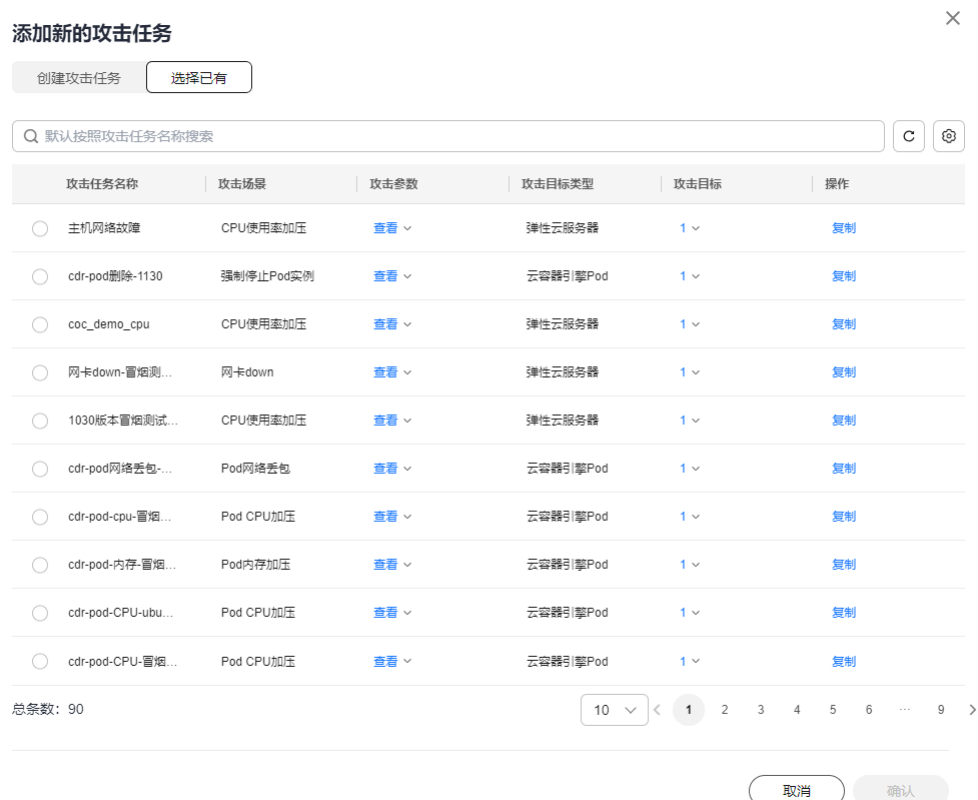 添加新的攻击任务
创建攻击任务 选择已有
默认按照攻击任务名称搜索
攻击任务名称 攻击场景 攻击参数 攻击目标类型 攻击目标 操作
主机网络故障 CPU使用率加压 查看 弹性云服务器 1 复制
cdr-pod删除-1130 强制停止Pod实例 查看 云容器引擎Pod 1 复制
coc_demo_cpu CPU使用率加压 查看 弹性云服务器 1 复制
网卡down-冒烟测... 网卡down 查看 弹性云服务器 1 复制
1030版本冒烟测试... CPU使用率加压 查看 弹性云服务器 1 复制
cdr-pod网络丢包-... Pod网络丢包 查看 云容器引擎Pod 1 复制
cdr-pod-cpu-冒烟... Pod CPU加压 查看 云容器引擎Pod 1 复制
cdr-pod-内存-冒烟... Pod内存加压 查看 云容器引擎Pod 1 复制
cdr-pod-CPU-ubu... Pod CPU加压 查看 云容器引擎Pod 1 复制
cdr-pod-CPU-冒烟... Pod CPU加压 查看 云容器引擎Pod 1 复制
总条数：90 10 1 2 3 4 5 6 ... 9
取消 确认